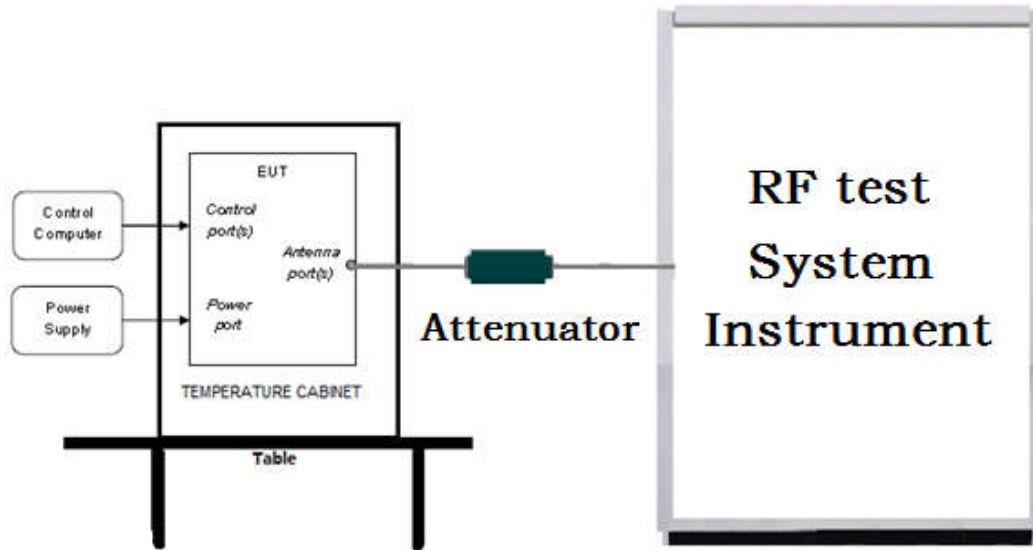 EUT
Control
Computer
Control
port(s)
Antenna
port(s)
Power
Supply
Power
port
TEMPERATURE CABINET
Table
Attenuator
RF test
System
Instrument